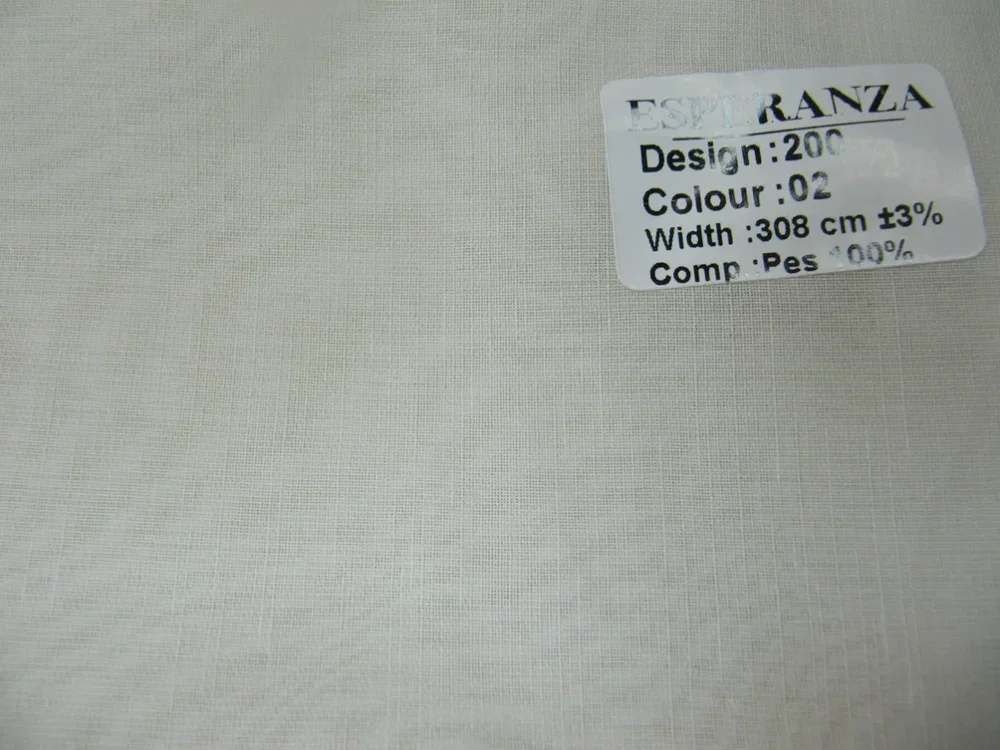 ESPERANZA
Design :200
Colour :02
Width :308 cm ±3%
Comp :Pes 100%